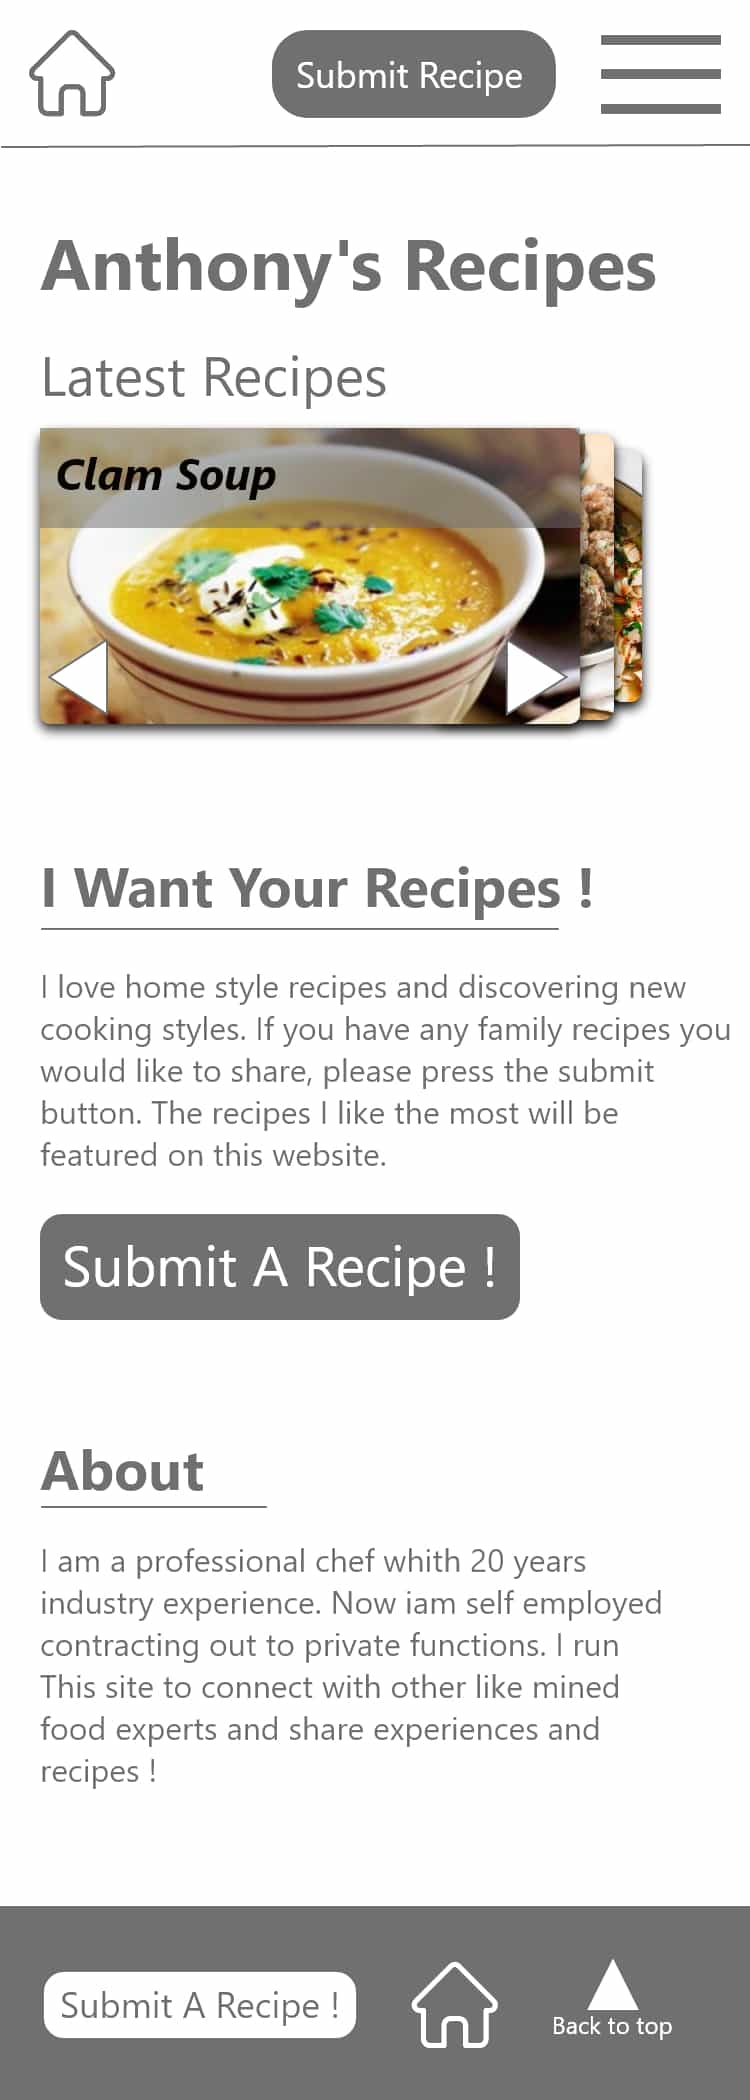 Submit Recipe
Anthony's Recipes
Latest Recipes
Clam Soup
I Want Your Recipes !
I love home style recipes and discovering new
cooking styles. If you have any family recipes you
would like to share, please press the submit
button. The recipes I like the most will be
featured on this website.
Submit A Recipe !
About
I am a professional chef whith 20 years
industry experience. Now iam self employed
contracting out to private functions. I run
This site to connect with other like mined
food experts and share experiences and
recipes !
Submit A Recipe !
Back to top